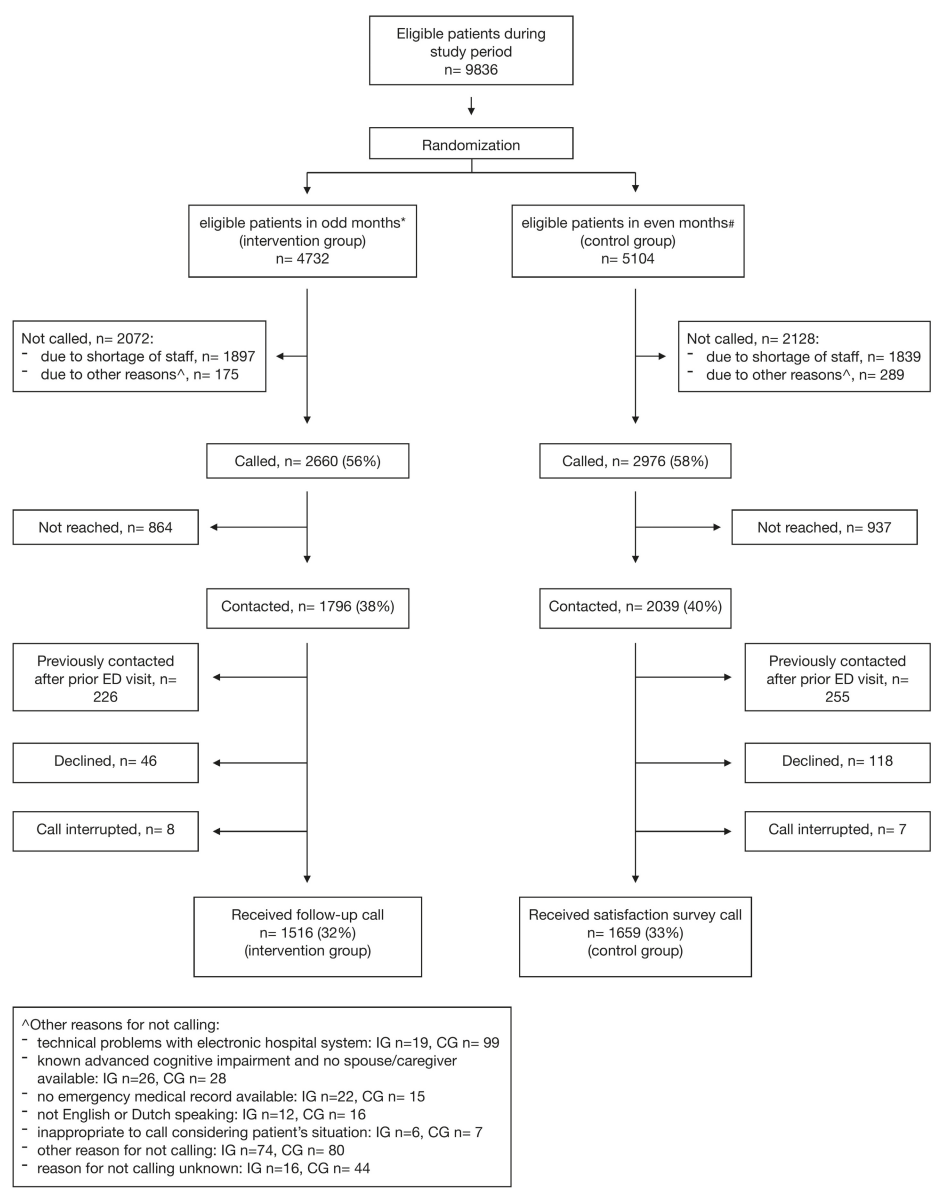 Eligible patients during
study period
n= 9836
Randomization
eligible patients in odd months*
(intervention group)
n= 4732
eligible patients in even months#
(control group)
n= 5104
Not called, n= 2072:
- due to shortage of staff, n= 1897
- due to other reasons^, n= 175
Not called, n= 2128:
- due to shortage of staff, n= 1839
- due to other reasons^, n= 289
Called, n= 2660 (56%)
Called, n= 2976 (58%)
Not reached, n= 864
Not reached, n= 937
Contacted, n= 1796 (38%)
Contacted, n= 2039 (40%)
Previously contacted
after prior ED visit, n=
226
Previously contacted
after prior ED visit, n=
255
Declined, n= 46
Declined, n= 118
Call interrupted, n= 8
Call interrupted, n= 7
Received follow-up call
n= 1516 (32%)
(intervention group)
Received satisfaction survey call
n= 1659 (33%)
(control group)
^Other reasons for not calling:
- technical problems with electronic hospital system: IG n=19, CG n= 99
- known advanced cognitive impairment and no spouse/caregiver
available: IG n=26, CG n= 28
- no emergency medical record available: IG n=22, CG n= 15
- not English or Dutch speaking: IG n=12, CG n= 16
- inappropriate to call considering patient's situation: IG n=6, CG n= 7
- other reason for not calling: IG n=74, CG n= 80
- reason for not calling unknown: IG n=16, CG n= 44